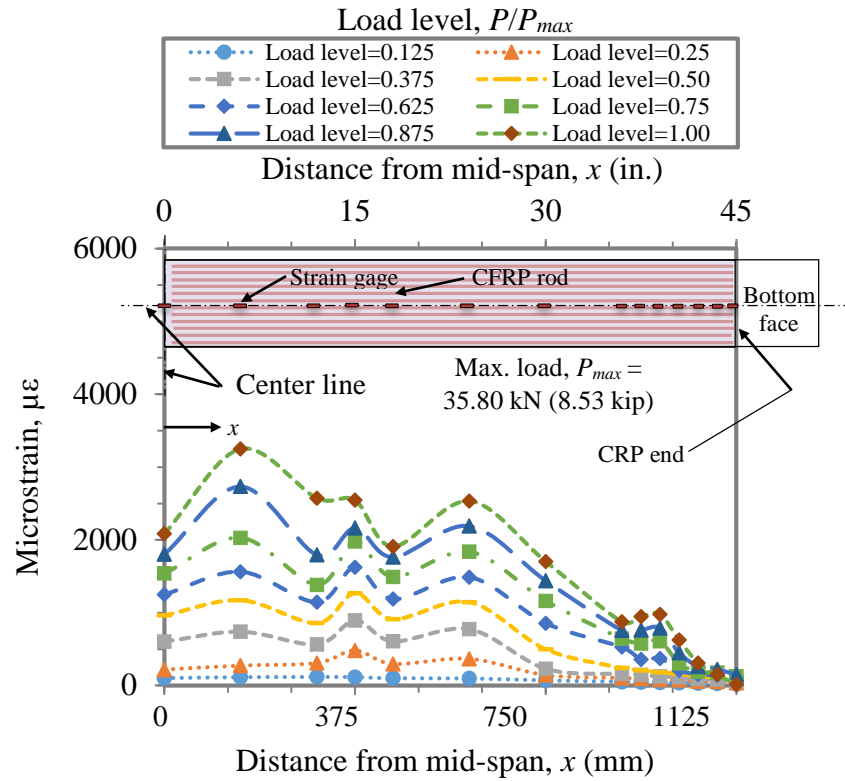 Load level, P/Pmax
Load level=0.125
Load level=0.25
Load level=0.375
Load level=0.50
Load level=0.625
Load level=0.75
Load level=0.875
Load level=1.00
Distance from mid-span, x (in.)
0 15 30 45
6000
Strain gage
CFRP rod
Bottom
face
4000
Center line
Max. load, Pmax =
35.80 kN (8.53 kip)
x
CRP end
Microstrain, με
2000
0
0 375 750 1125
Distance from mid-span, x (mm)